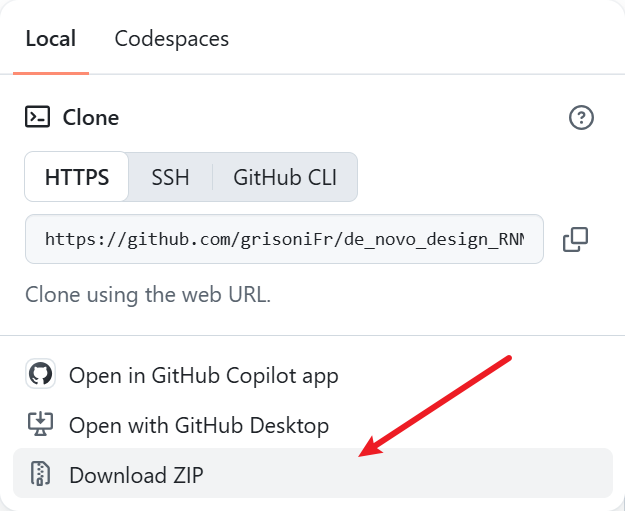 Local Codespaces
Clone
HTTPS SSH GitHub CLI
https://github.com/grisoniFr/de_novo_design_RNN
Clone using the web URL.
Open in GitHub Copilot app
Open with GitHub Desktop
Download ZIP